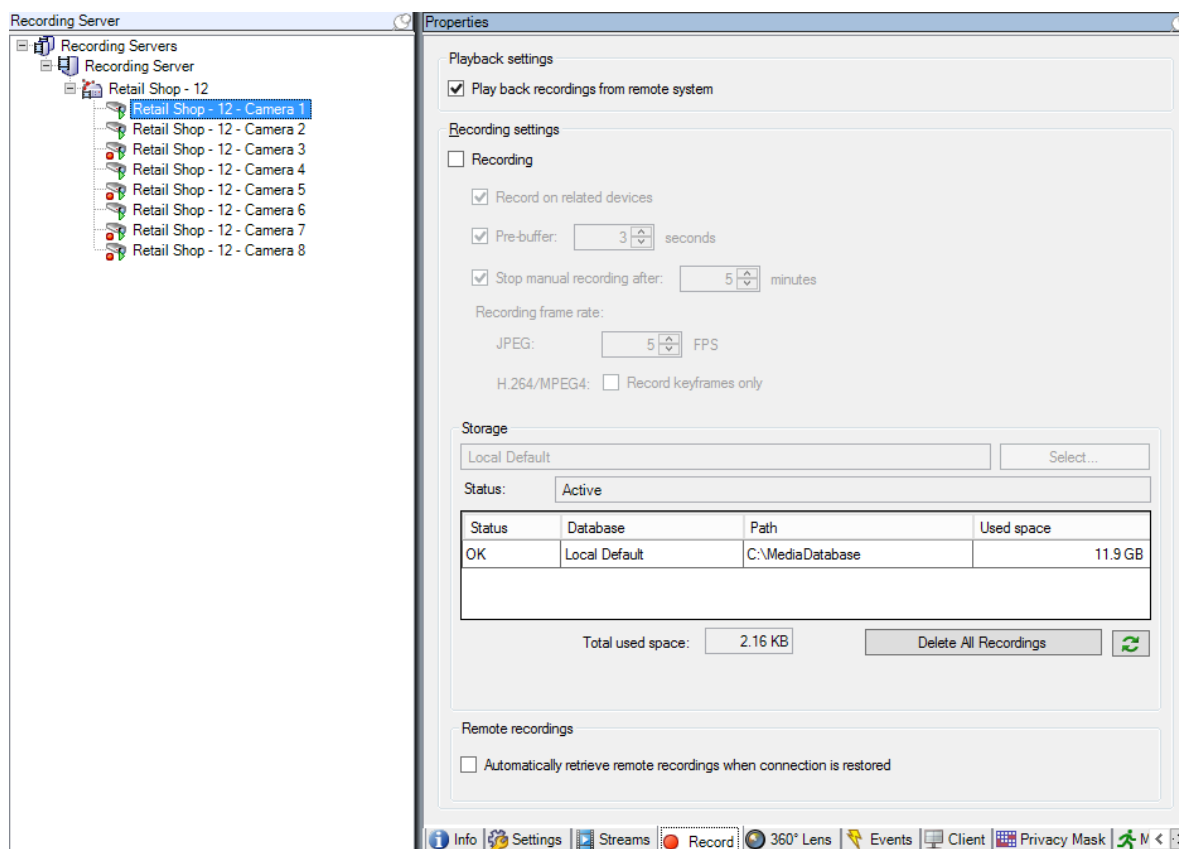 Recording Server
Recording Servers
Recording Server
Retail Shop - 12
Retail Shop - 12 - Camera 1
Retail Shop - 12 - Camera 2
Retail Shop - 12 - Camera 3
Retail Shop - 12 - Camera 4
Retail Shop - 12 - Camera 5
Retail Shop - 12 - Camera 6
Retail Shop - 12 - Camera 7
Retail Shop - 12 - Camera 8
Properties
Playback settings
Play back recordings from remote system
Recording settings
Recording
Record on related devices
Pre-buffer: 3 seconds
Stop manual recording after: 5 minutes
Recording frame rate:
JPEG: 5 FPS
H.264/MPEG4: Record keyframes only
Storage
Local Default Select...
Status: Active
Status Database Path Used space
OK Local Default C:\MediaDatabase 11.9 GB
Total used space: 2.16 KB Delete All Recordings
Remote recordings
Automatically retrieve remote recordings when connection is restored
Info Settings Streams Record 360° Lens Events Client Privacy Mask M